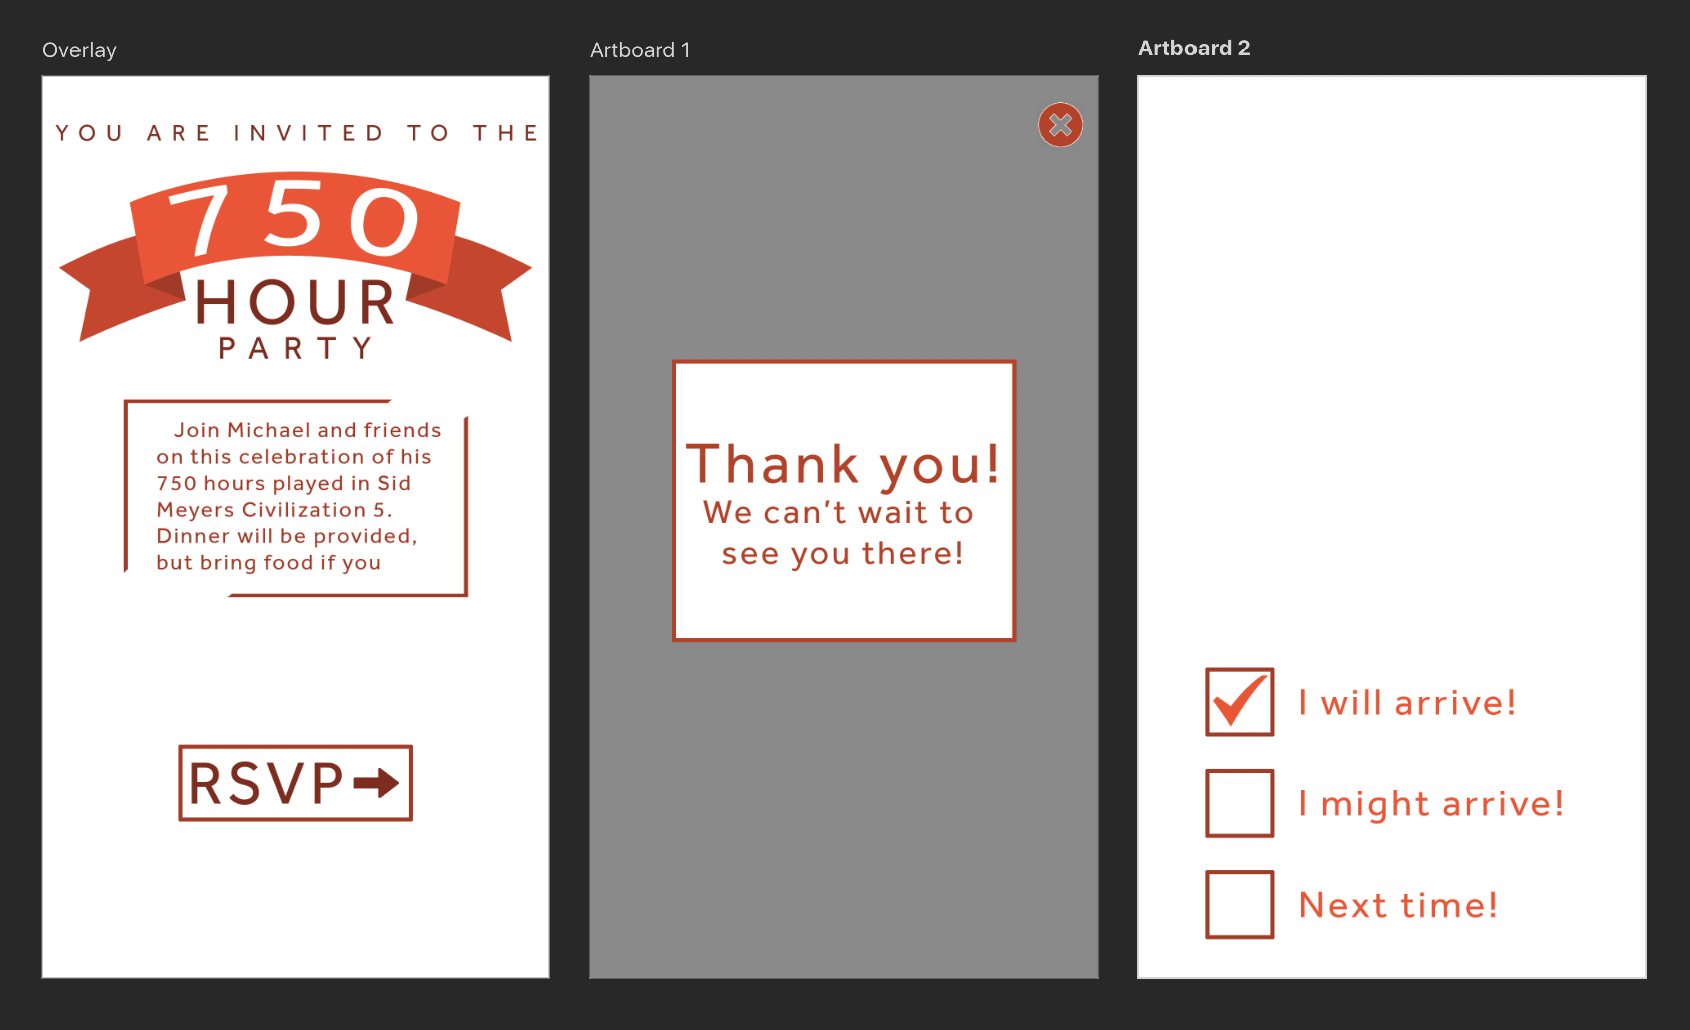 Overlay
YOU ARE INVITED TO THE
750
HOUR
PARTY
Join Michael and friends
on this celebration of his
750 hours played in Sid
Meyers Civilization 5.
Dinner will be provided,
but bring food if you
RSVP
Artboard 1
Thank you!
We can't wait to
see you there!
Artboard 2
I will arrive!
I might arrive!
Next time!